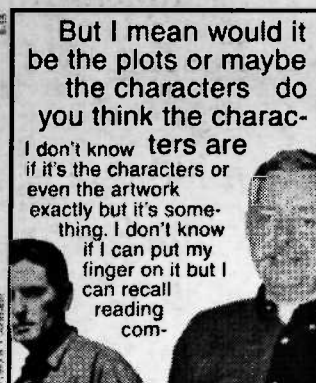 But I mean would it
be the plots or maybe
the characters do
you think the charac-
ters are
I don't know
if it's the characters or
even the artwork
exactly but it's some-
thing. I don't know
if I can put my
finger on it but I
can recall
reading
com-